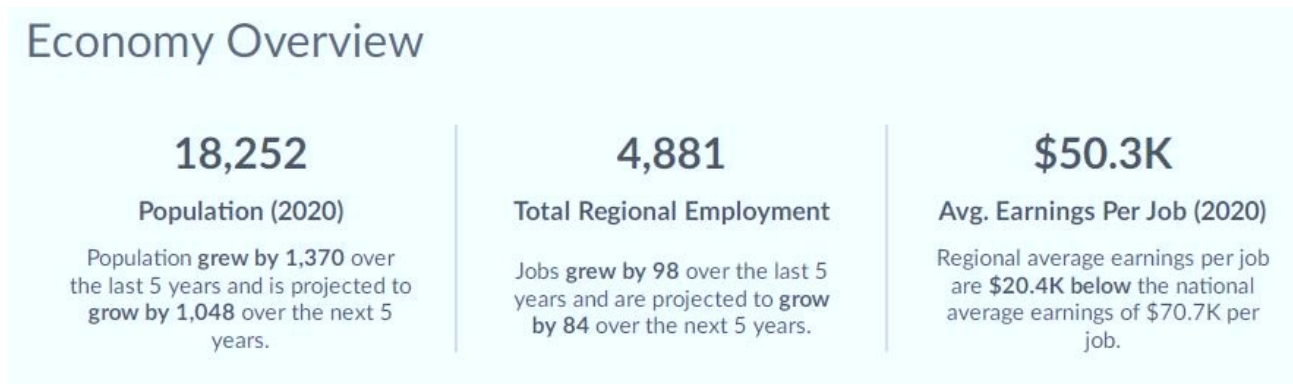 Economy Overview
18,252
Population (2020)
Population grew by 1,370 over
the last 5 years and is projected to
grow by 1,048 over the next 5
years.
4,881
Total Regional Employment
Jobs grew by 98 over the last 5
years and are projected to grow
by 84 over the next 5 years.
$50.3K
Avg. Earnings Per Job (2020)
Regional average earnings per job
are $20.4K below the national
average earnings of $70.7K per
job.